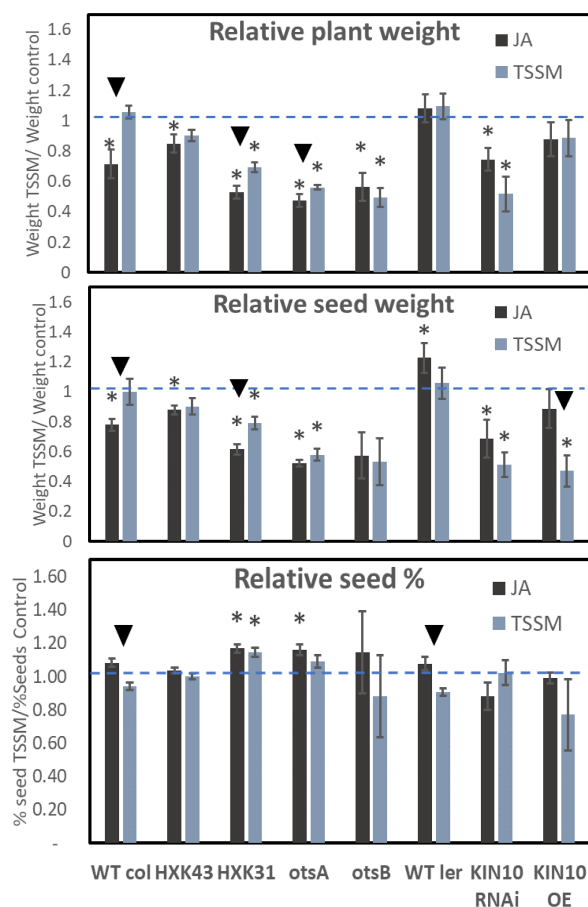 Relative plant weight
JA
TSSM
Weight TSSM/ Weight control
1.6
1.4
1.2
1
0.8
0.6
0.4
0.2
0
* * * * * * * * * *
Relative seed weight
JA
TSSM
Weight TSSM/ Weight control
1.6
1.4
1.2
1
0.8
0.6
0.4
0.2
0
* * * * * * * * * *
Relative seed %
JA
TSSM
% seed TSSM/%Seeds Control
1.60
1.40
1.20
1.00
0.80
0.60
0.40
0.20
-
* * *
WT col HXK43 HXK31 otsA otsB WT ler KIN10 KIN10
RNAi OE